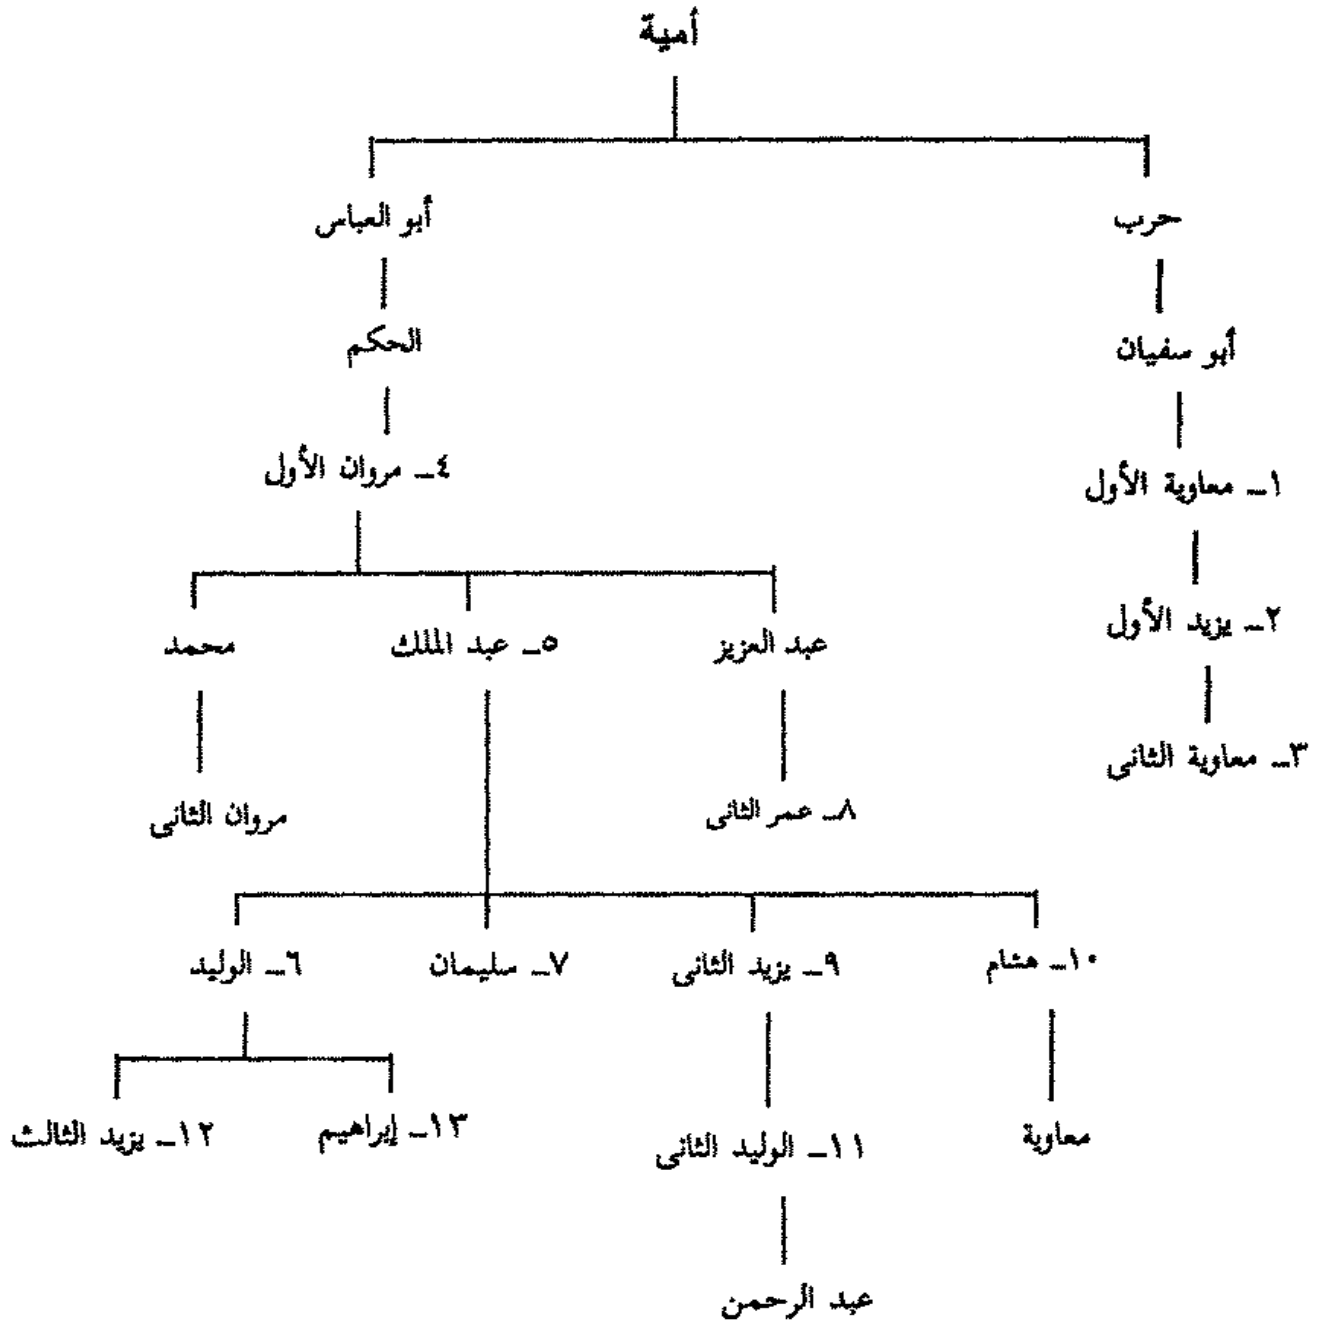 أمية
حرب
أبو العباس
أبو سفيان
الحكم
١ـ معاوية الأول
٤ـ مروان الأول
٢ـ يزيد الأول
عبد العزيز
٥ـ عبد الملك
محمد
٣ـ معاوية الثانى
٨ـ عمر الثانى
مروان الثانى
١٠ـ هشام
٩ـ يزيد الثانى
٧ـ سليمان
٦ـ الوليد
معاوية
١١ـ الوليد الثانى
١٣ـ إبراهيم
١٢ـ يزيد الثالث
عبد الرحمن